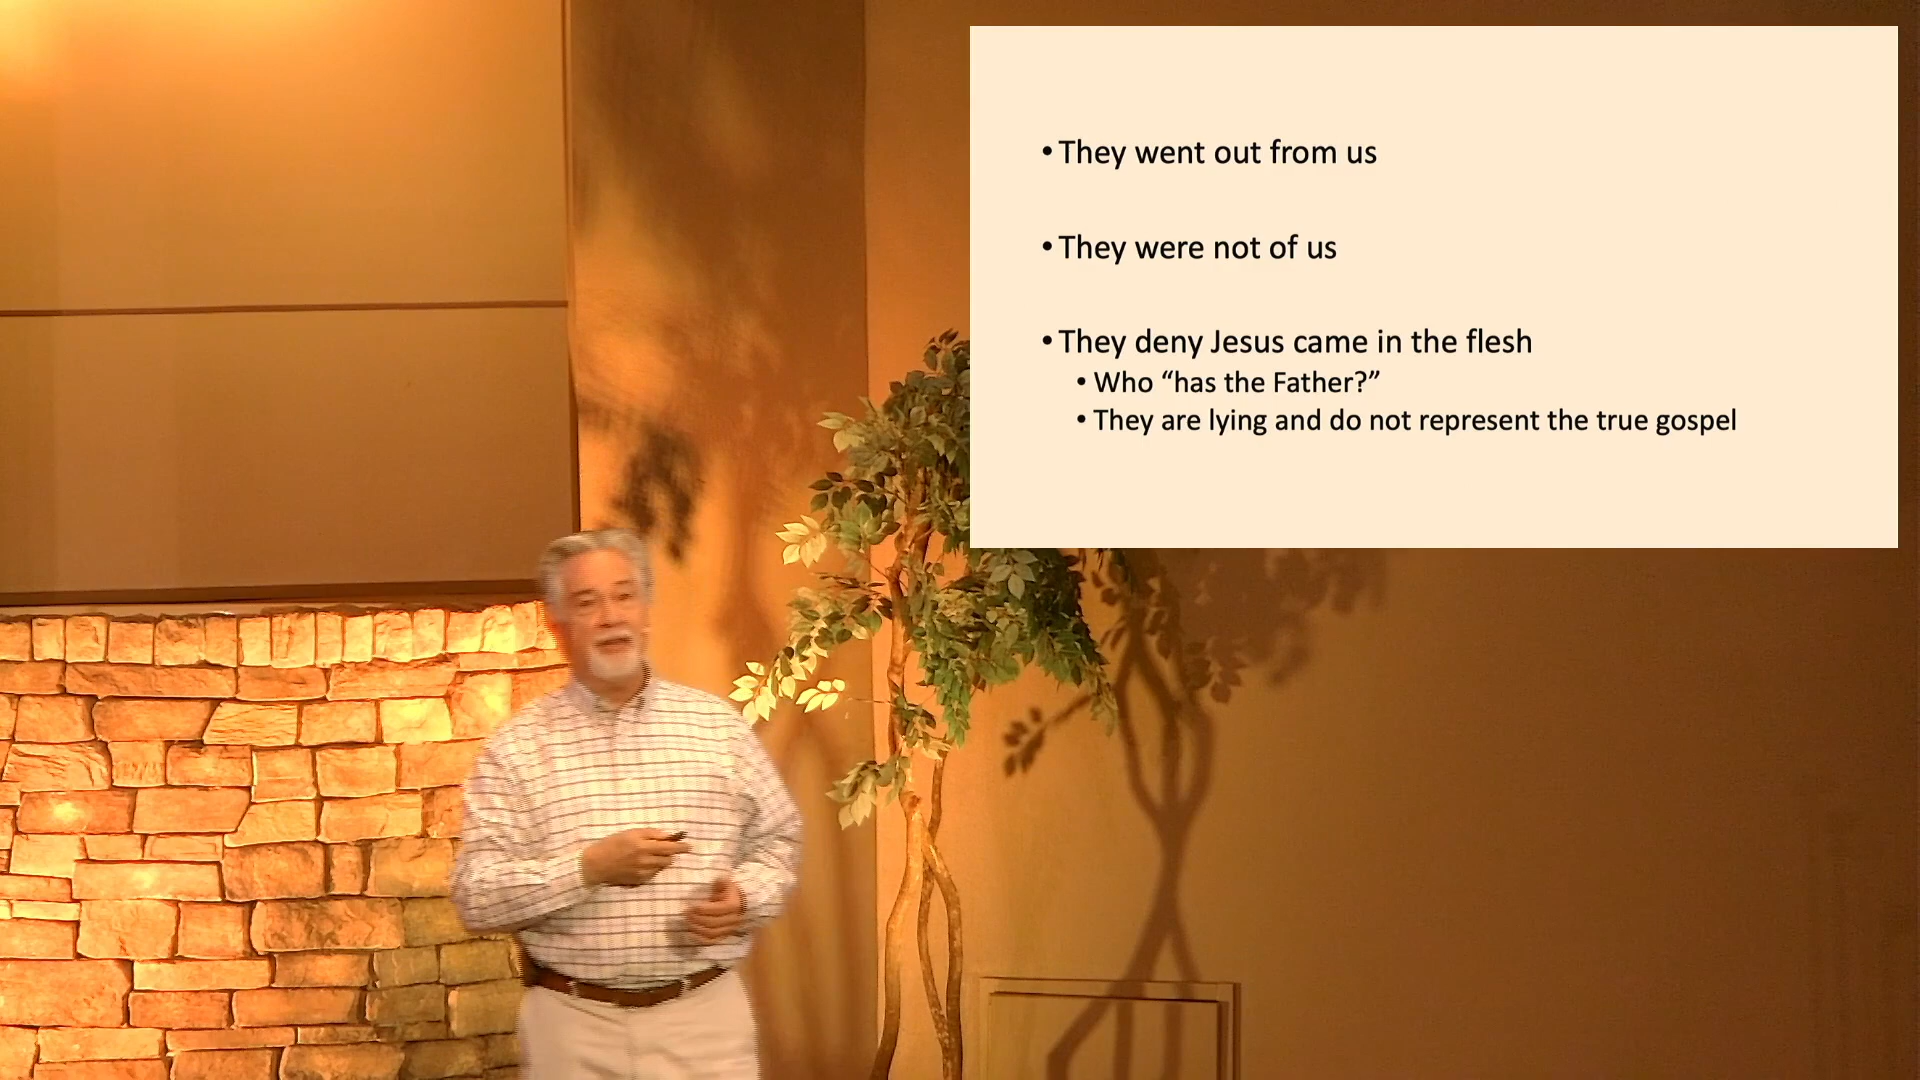 • They went out from us
• They were not of us
• They deny Jesus came in the flesh
• Who “has the Father?”
• They are lying and do not represent the true gospel